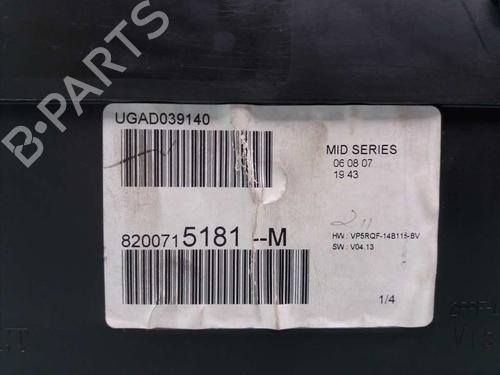 UGAD039140
MID SERIES
06 08 07
19 43
HW : VP5RQF-14B115-BV
SW : V04.13
8200715181 --M
1/4
B-PARTS